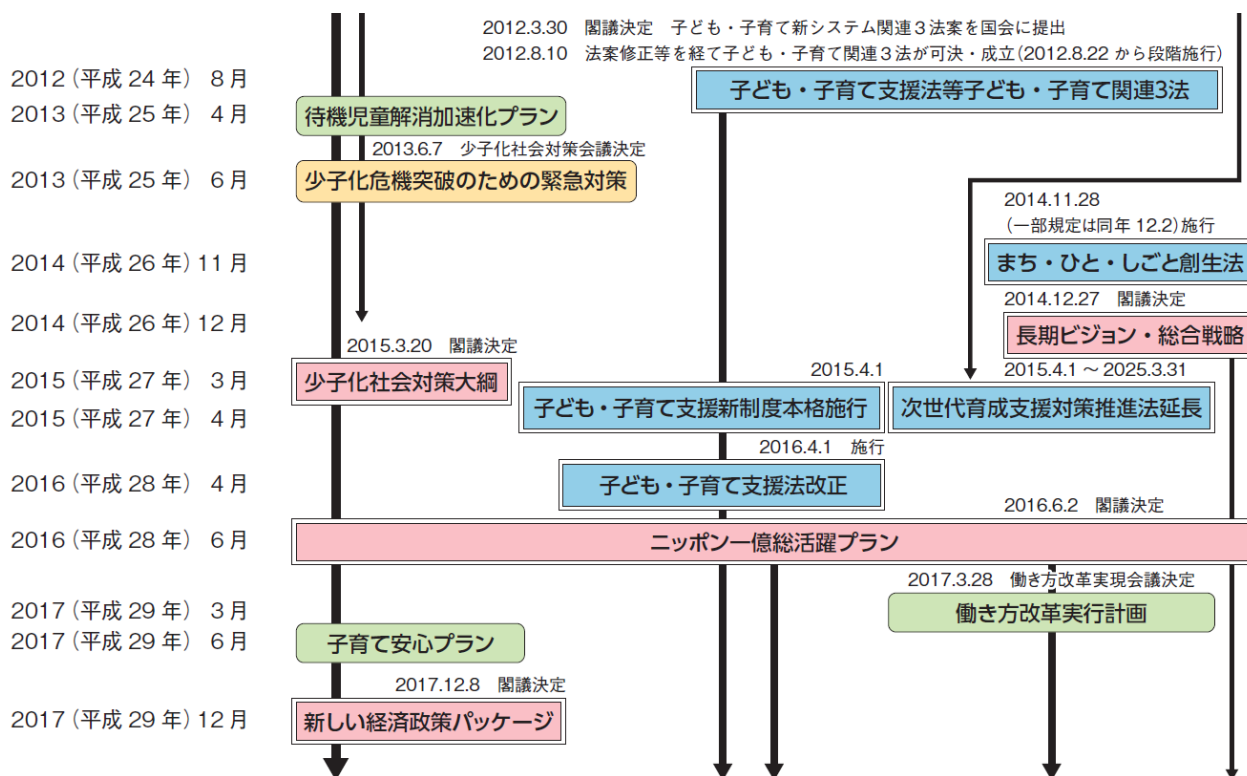 2012.3.30 閣議決定 子ども・子育て新システム関連3法案を国会に提出
2012.8.10 法案修正等を経て子ども・子育て関連3法が可決・成立(2012.8.22 から段階施行)
2012(平成 24 年) 8 月
子ども・子育て支援法等子ども・子育て関連3法
2013(平成 25 年) 4 月
待機児童解消加速化プラン
2013.6.7 少子化社会対策会議決定
2013(平成 25 年) 6 月
少子化危機突破のための緊急対策
2014.11.28
(一部規定は同年 12.2)施行
2014(平成 26 年) 11 月
まち・ひと・しごと創生法
2014.12.27 閣議決定
2014(平成 26 年) 12 月
長期ビジョン・総合戦略
2015.3.20 閣議決定
2015(平成 27 年) 3 月
少子化社会対策大綱
2015.4.1
2015.4.1 ~ 2025.3.31
2015(平成 27 年) 4 月
子ども・子育て支援新制度本格施行
次世代育成支援対策推進法延長
2016.4.1 施行
2016(平成 28 年) 4 月
子ども・子育て支援法改正
2016.6.2 閣議決定
2016(平成 28 年) 6 月
ニッポン一億総活躍プラン
2017.3.28 働き方改革実現会議決定
2017(平成 29 年) 3 月
働き方改革実行計画
2017(平成 29 年) 6 月
子育て安心プラン
2017.12.8 閣議決定
2017(平成 29 年) 12 月
新しい経済政策パッケージ